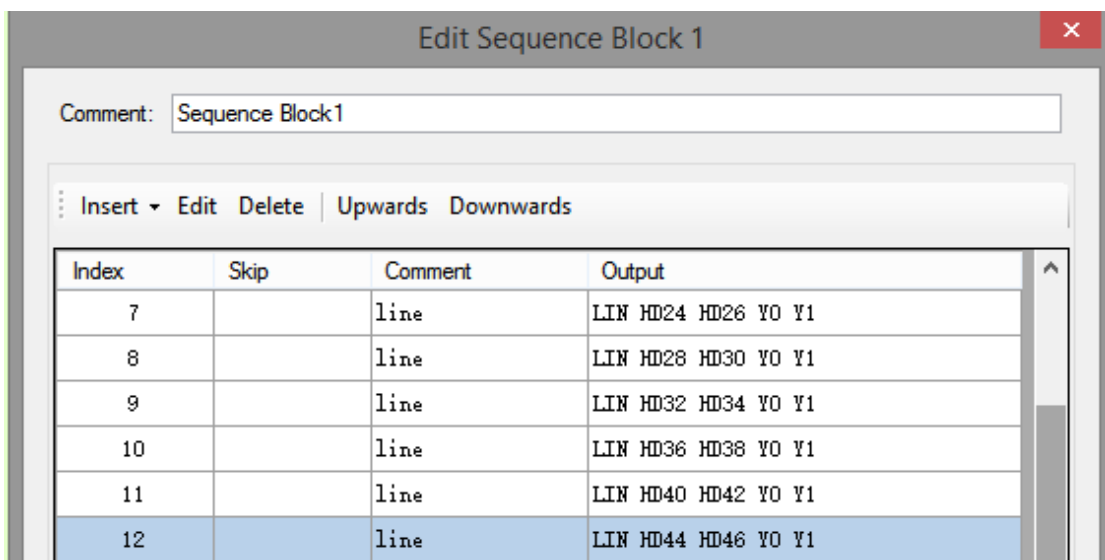 Edit Sequence Block 1
Comment: Sequence Block1
Insert Edit Delete Upwards Downwards
Index Skip Comment Output
7 line LIN HD24 HD26 Y0 Y1
8 line LIN HD28 HD30 Y0 Y1
9 line LIN HD32 HD34 Y0 Y1
10 line LIN HD36 HD38 Y0 Y1
11 line LIN HD40 HD42 Y0 Y1
12 line LIN HD44 HD46 Y0 Y1